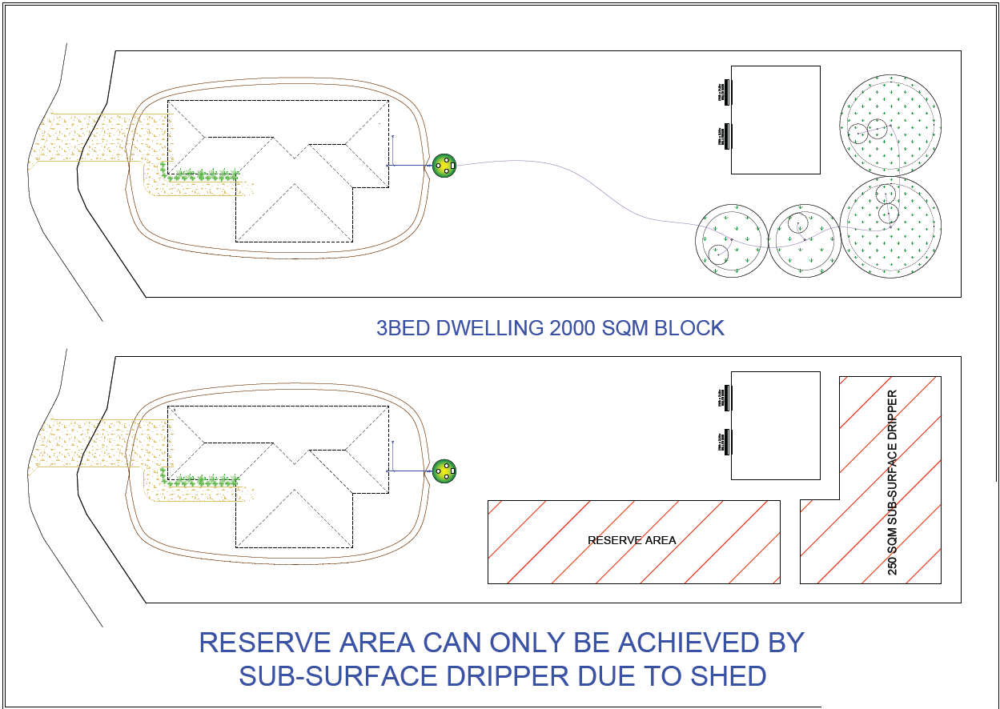 3BED DWELLING 2000 SQM BLOCK
RESERVE AREA
250 SQM SUB-SURFACE DRIPPER
RESERVE AREA CAN ONLY BE ACHIEVED BY
SUB-SURFACE DRIPPER DUE TO SHED